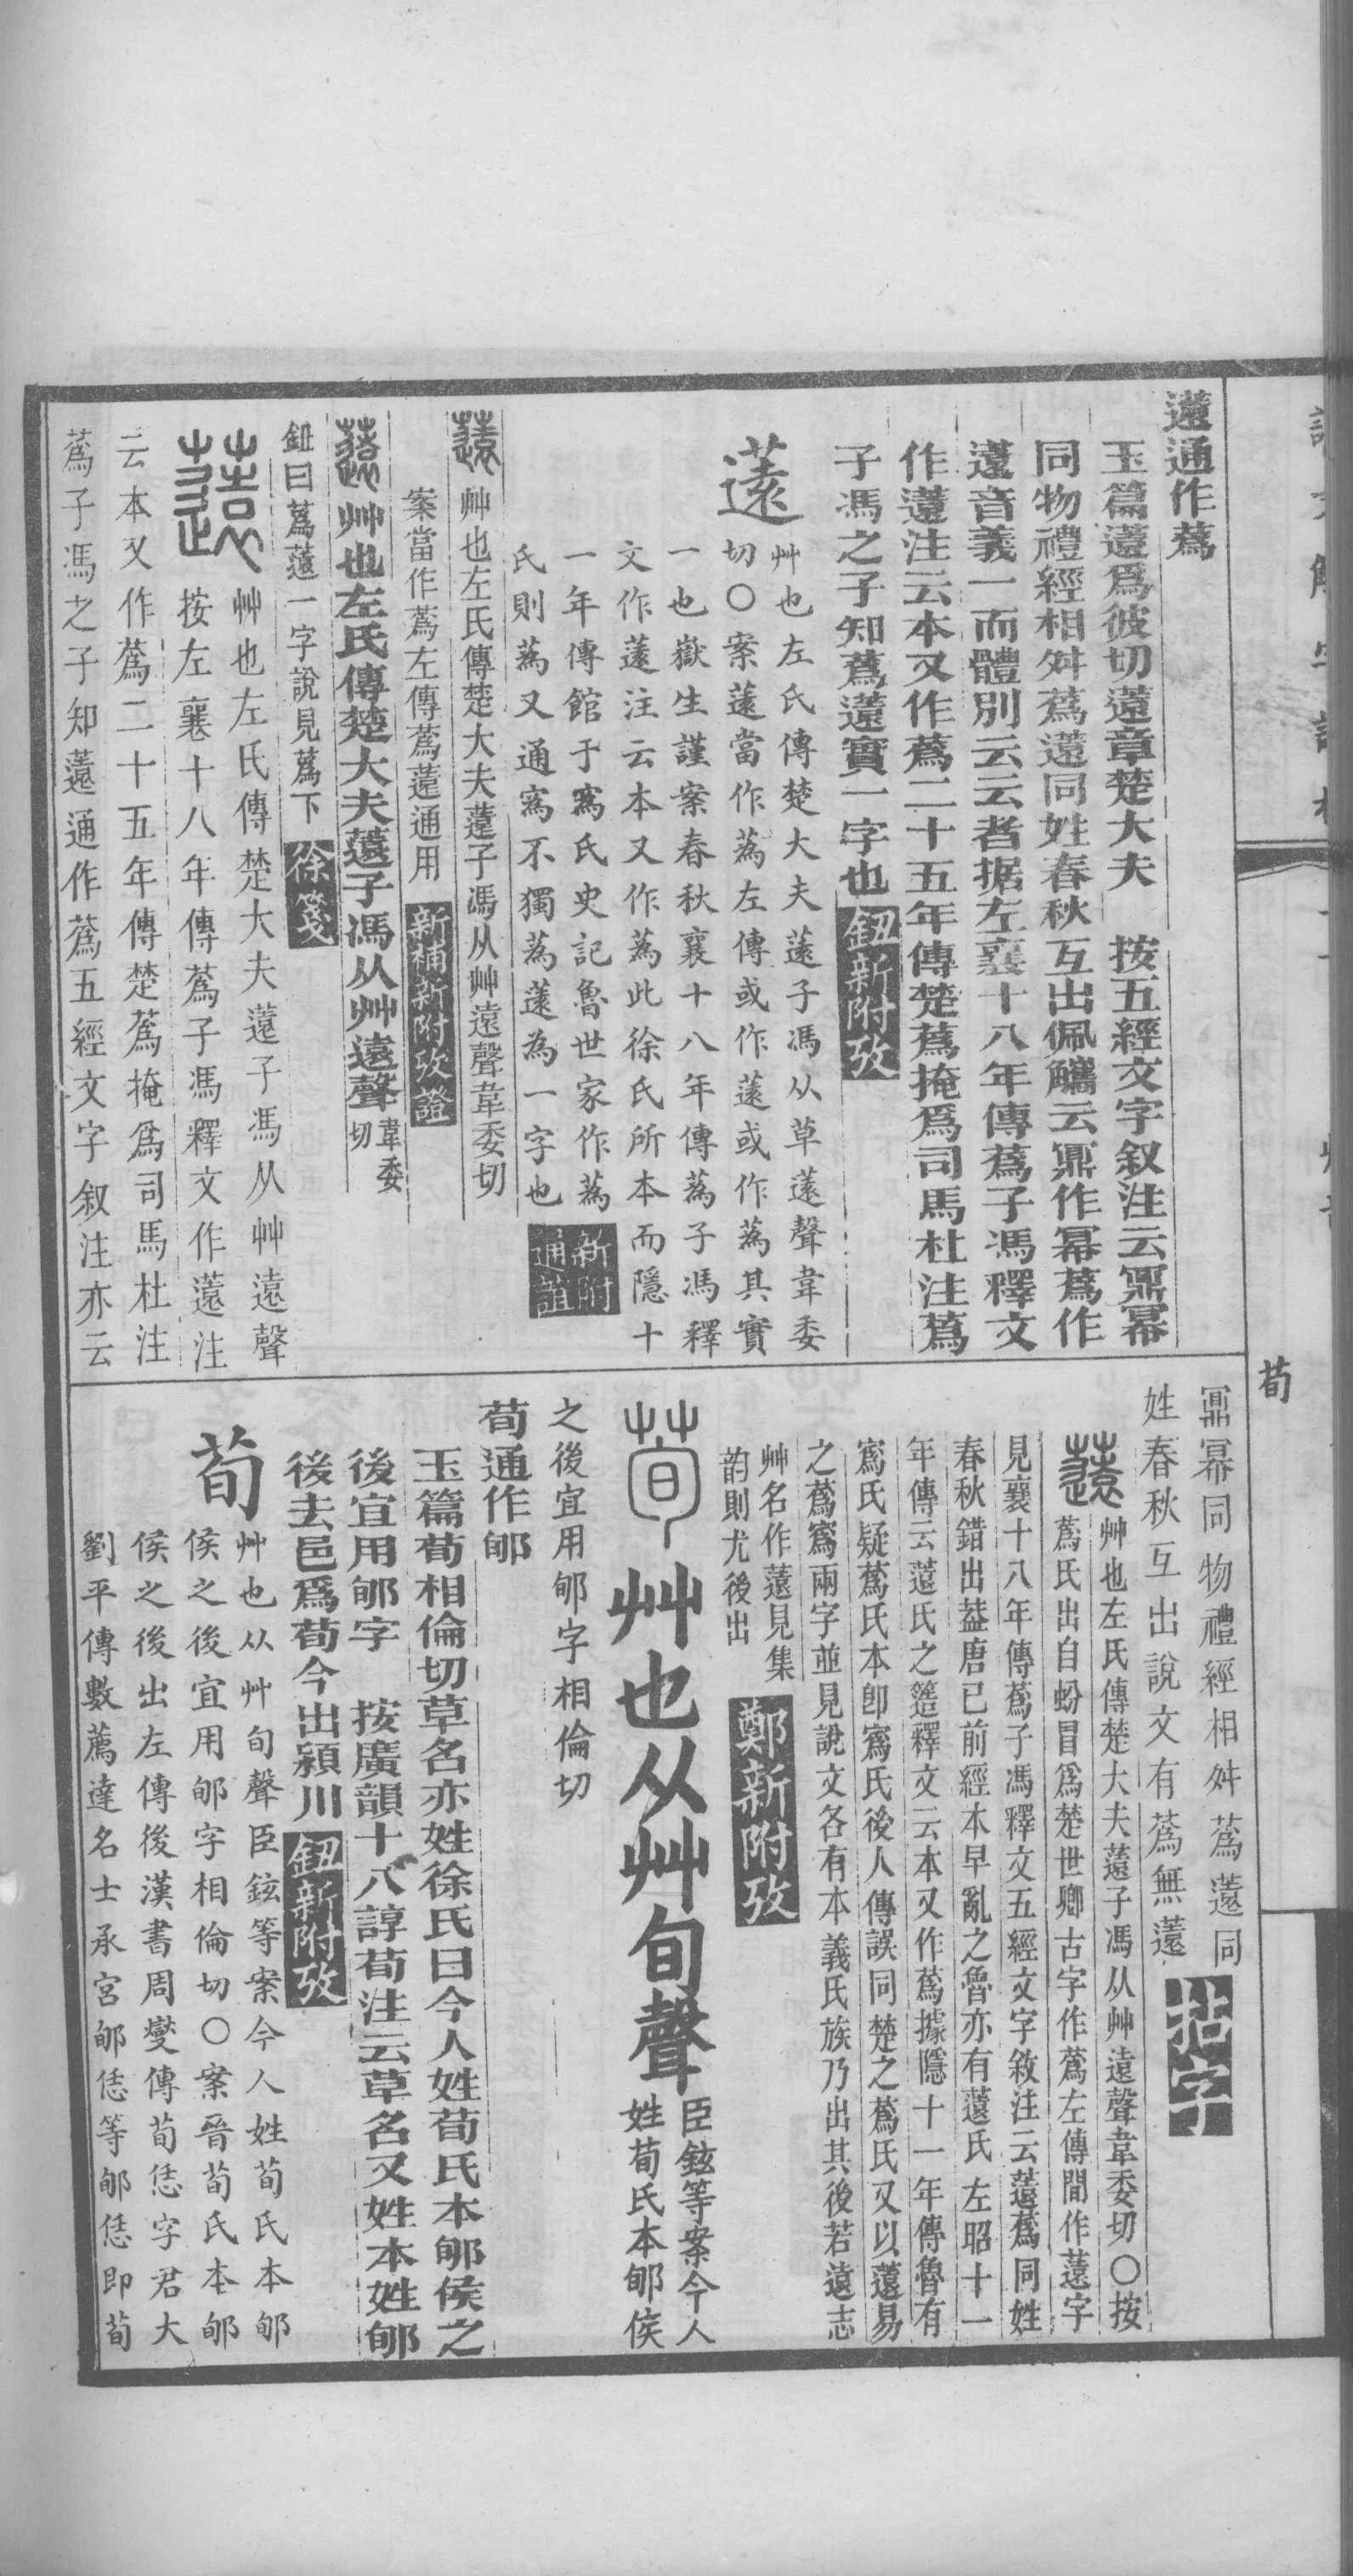 薳通作蔿
玉篇薳爲彼切薳章楚大夫　按五經文字叙注云鼏幂
同物禮經相舛蔿薳同姓春秋互出佩觿云鼏作幂蔿作
薳音義一而體別云云者据左襄十八年傳蔿子馮釋文
作薳注云本又作蔿二十五年傳楚蔿掩爲司馬杜注蔿
子馮之子知蔿薳實一字也 鈕新附攷
薳 艸也左氏傳楚大夫薳子馮从草薳聲韋委
切〇案薳當作蔿左傳或作薳或作蔿其實
一也嶽生謹案春秋襄十八年傳蔿子馮釋
文作薳注云本又作蔿此徐氏所本而隱十
一年傳館于寪氏史記魯世家作蔿
氏則蔿又通寪不獨蔿薳為一字也 新附通誼
薳 艸也左氏傳楚大夫薳子馮从艸遠聲韋委切
案當作蔿左傳蔿薳通用 新補新附攷證
薳 艸也左氏傳楚大夫薳子馮从艸遠聲 韋委切
鈕曰蔿薳一字說見蔿下 徐箋
薳 艸也左氏傳楚大夫薳子馮从艸遠聲
按左襄十八年傳蔿子馮釋文作薳注
云本又作蔿二十五年傳楚蔿掩爲司馬杜注
蔿子馮之子知薳通作蔿五經文字叙注亦云
荀
鼏幂同物禮經相舛蔿薳同
姓春秋互出說文有蔿無薳 拈字
薳 艸也左氏傳楚大夫薳子馮从艸遠聲韋委切〇按
蔿氏出自蚡冒爲楚世卿古字作蔿左傳間作薳字
見襄十八年傳蔿子馮釋文五經文字敘注云薳蔿同姓
春秋錯出葢唐已前經本早亂之魯亦有薳氏左昭十一
年傳云薳氏之簉釋文云本又作蔿據隱十一年傳魯有
寪氏疑蔿氏本卽寪氏後人傳誤同楚之蔿氏又以薳易
之蔿寪兩字並見說文各有本義氏族乃出其後若遠志
艸名作薳見集
韵則尤後出 鄭新附攷
荀 艸也从艸旬聲 臣鉉等案今人
姓荀氏本郇侯
之後宜用郇字相倫切
荀通作郇
玉篇荀相倫切草名亦姓徐氏曰今人姓荀氏本郇侯之
後宜用郇字　按廣韻十八諄荀注云草名又姓本姓郇
後去邑爲荀今出潁川 鈕新附攷
荀 艸也从艸旬聲臣鉉等案今人姓荀氏本郇
侯之後宜用郇字相倫切〇案晉荀氏本郇
侯之後出左傳後漢書周燮傳荀恁字君大
劉平傳數薦達名士承宮郇恁等郇恁即荀